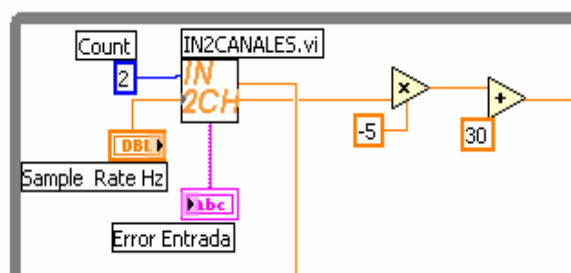 Count
IN2CANALES.vi
2
IN
2CH
×
+
-5
30
DBL
Sample Rate Hz
abc
Error Entrada